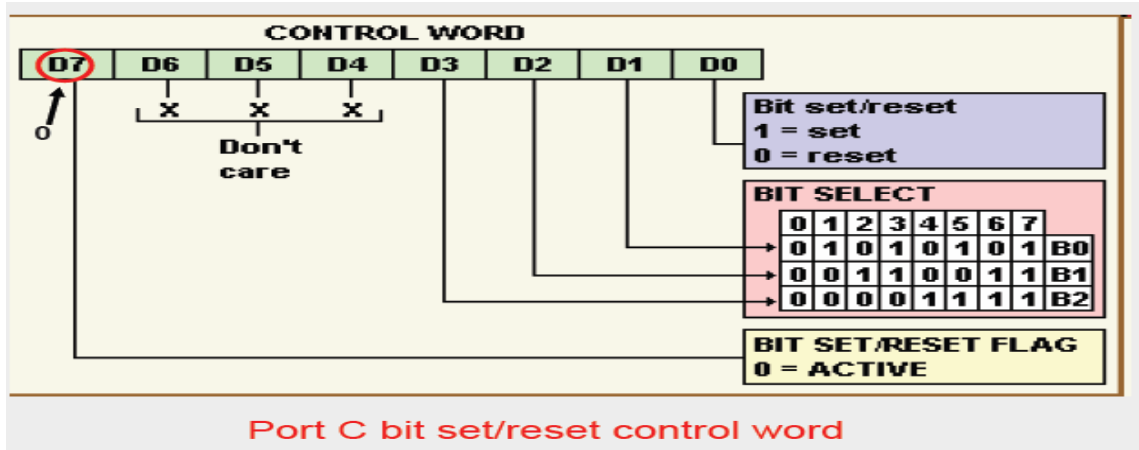 CONTROL WORD
D7 D6 D5 D4 D3 D2 D1 D0
0
X X X
Don't
care
Bit set/reset
1 = set
0 = reset
BIT SELECT
0 1 2 3 4 5 6 7
0 1 0 1 0 1 0 1 B0
0 0 1 1 0 0 1 1 B1
0 0 0 0 1 1 1 1 B2
BIT SET/RESET FLAG
0 = ACTIVE
Port C bit set/reset control word